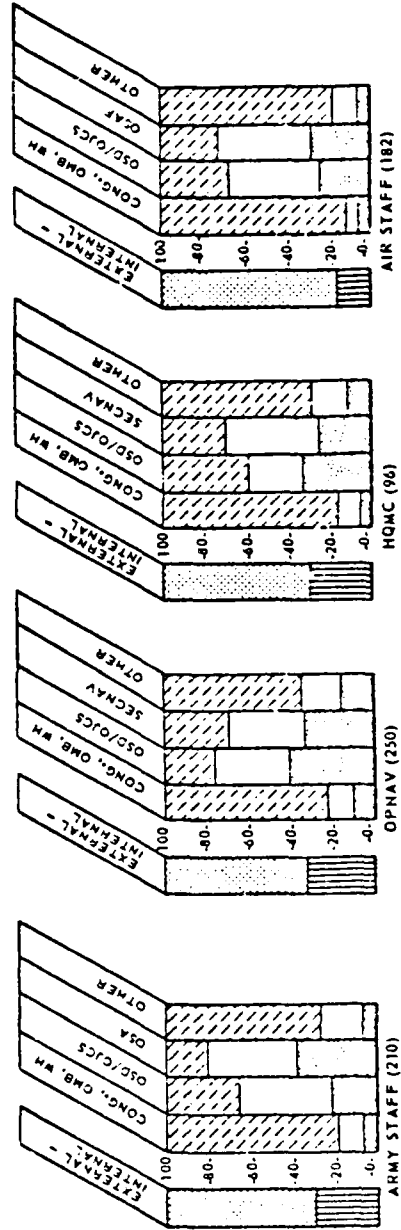 EXTERNAL -
INTERNAL
CONG., OMB, WH
OSD/OJCS
OSA
OTHER
100
-80-
-60-
-40-
-20-
-0-
ARMY STAFF (210)
EXTERNAL -
INTERNAL
CONG., OMB, WH
OSD/OJCS
SECNAV
OTHER
100
-80-
-60-
-40-
-20-
-0-
OPNAV (250)
EXTERNAL -
INTERNAL
CONG., OMB, WH
OSD/OJCS
SECNAV
OTHER
100
-80-
-60-
-40-
-20-
-0-
HQMC (96)
EXTERNAL -
INTERNAL
CONG., OMB, WH
OSD/OJCS
OSAF
OTHER
100
-80-
-60-
-40-
-20-
-0-
AIR STAFF (182)